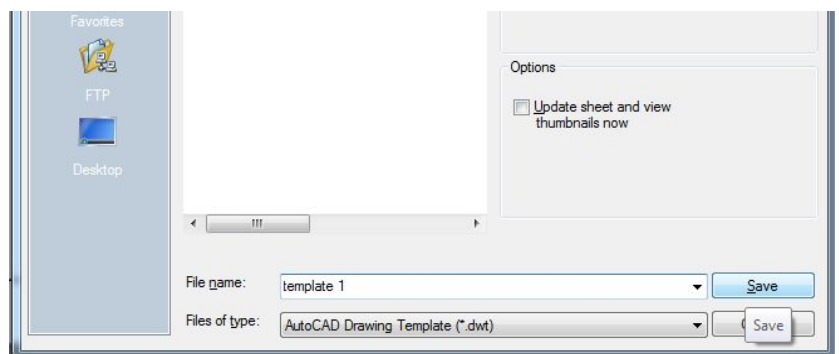 Favorites
FTP
Desktop
Options
Update sheet and view
thumbnails now
File name:
template 1
Save
Files of type:
AutoCAD Drawing Template (*.dwt)
Save